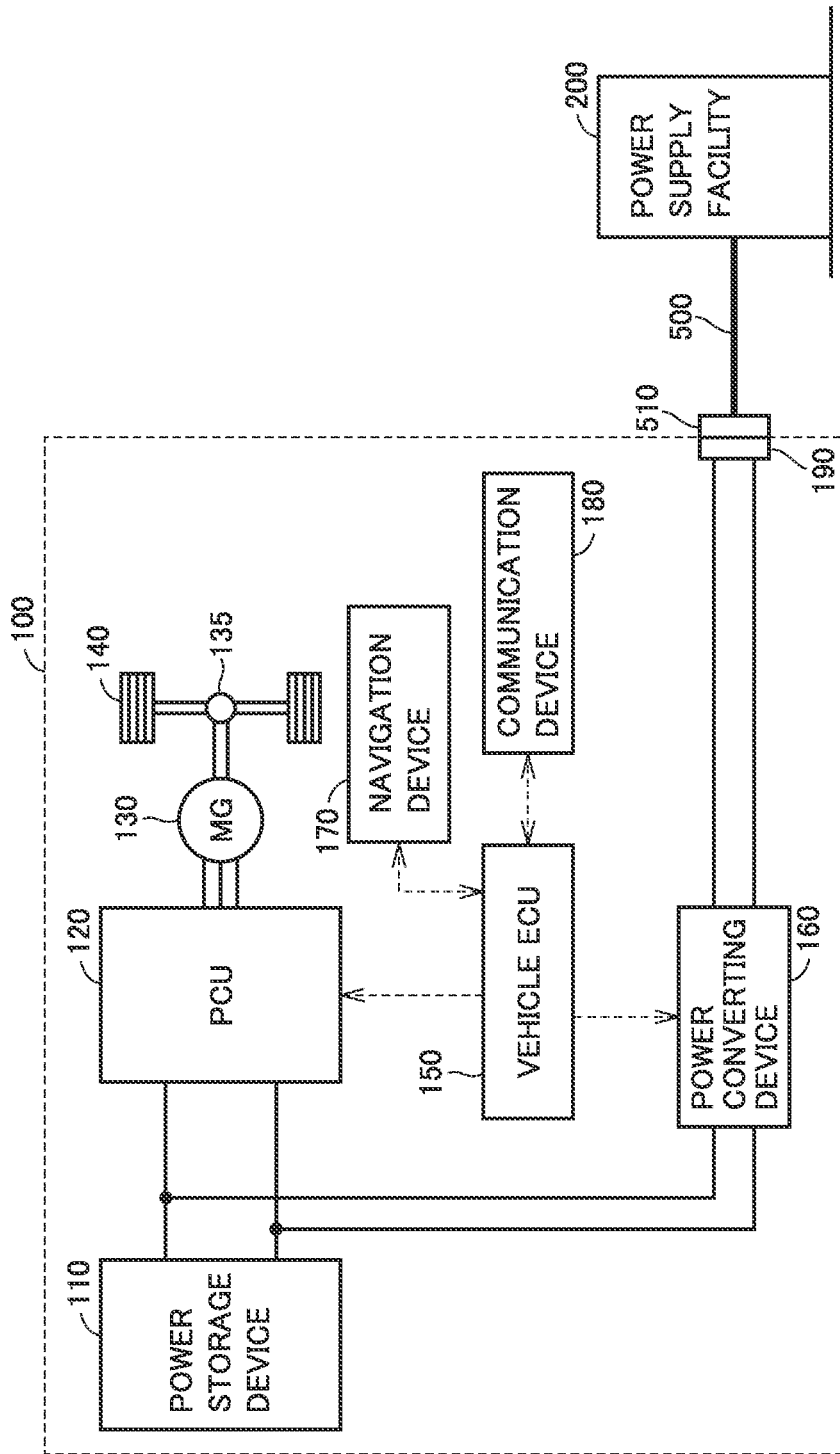 100
110
POWER
STORAGE
DEVICE
120
PCU
130
MG
140
135
170
NAVIGATION
DEVICE
150
VEHICLE ECU
COMMUNICATION
DEVICE
180
POWER
CONVERTING
DEVICE
160
510
190
500
200
POWER
SUPPLY
FACILITY